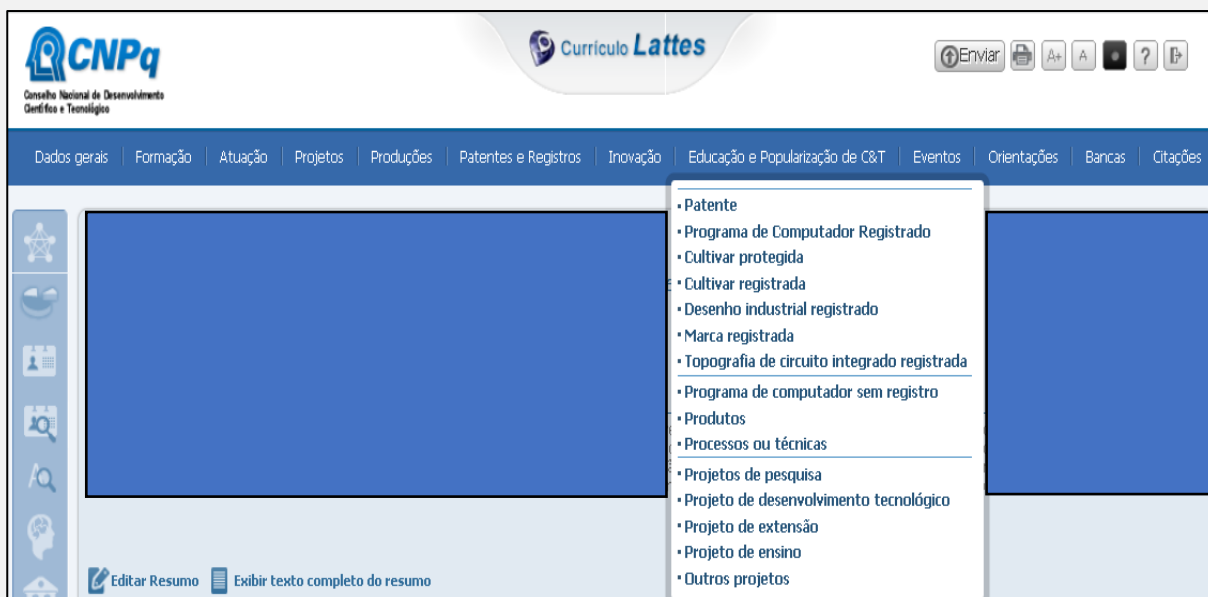 CNPq
Conselho Nacional de Desenvolvimento
Científico e Tecnológico
Currículo Lattes
Enviar
A+
A
?
Dados gerais
Formação
Atuação
Projetos
Produções
Patentes e Registros
Inovação
Educação e Popularização de C&T
Eventos
Orientações
Bancas
Citações
Patente
Programa de Computador Registrado
Cultivar protegida
Cultivar registrada
Desenho industrial registrado
Marca registrada
Topografia de circuito integrado registrada
Programa de computador sem registro
Produtos
Processos ou técnicas
Projetos de pesquisa
Projeto de desenvolvimento tecnológico
Projeto de extensão
Projeto de ensino
Outros projetos
Editar Resumo
Exibir texto completo do resumo